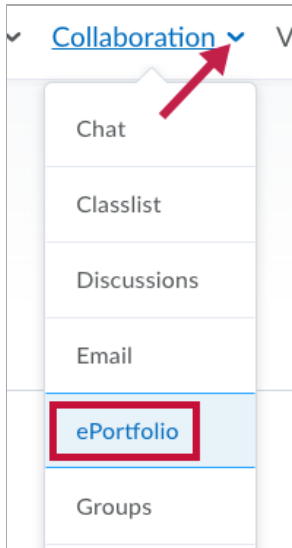 Collaboration
Chat
Classlist
Discussions
Email
ePortfolio
Groups